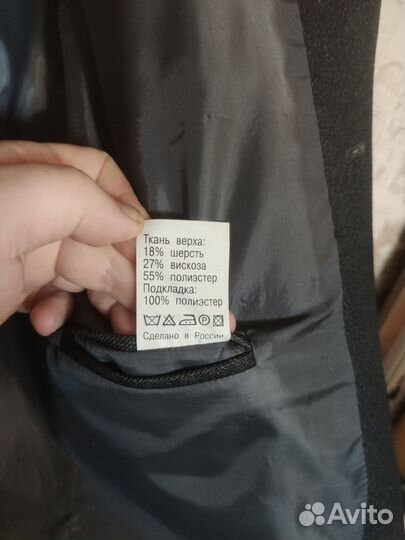 Ткань верха:
18% шерсть
27% вискоза
55% полиэстер
Подкладка:
100% полиэстер
Сделано в России
Avito